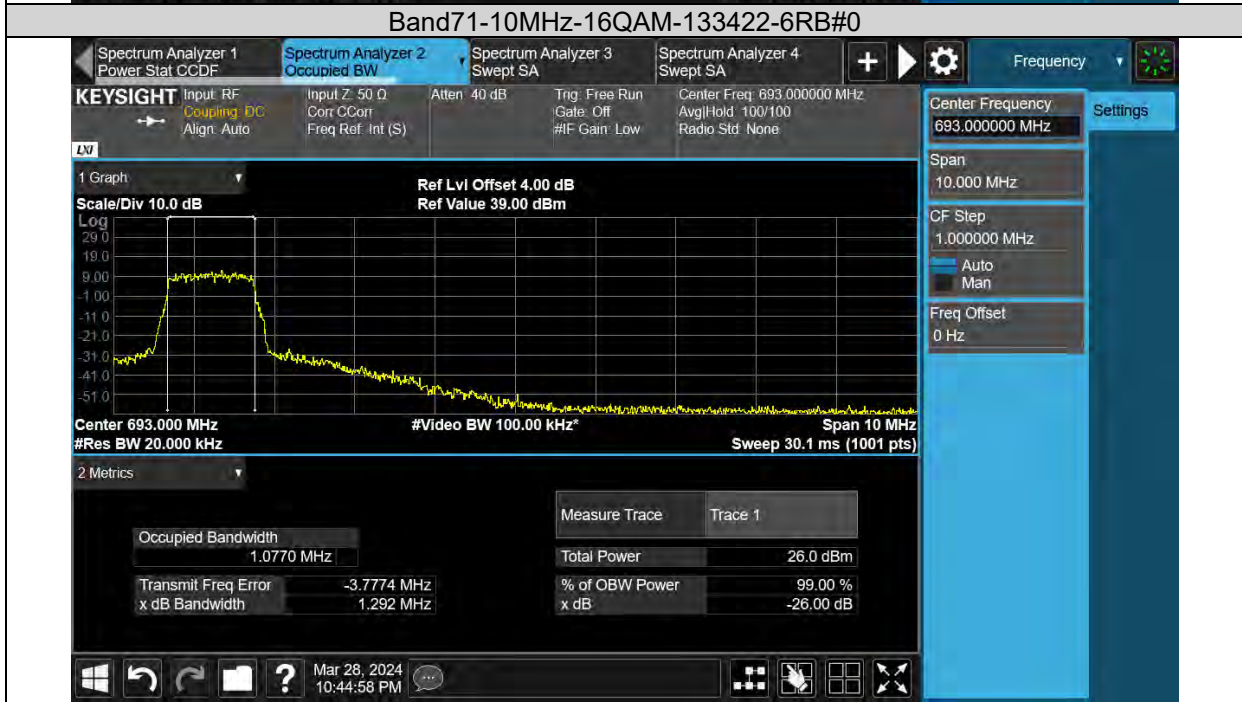 Band71-10MHz-16QAM-133422-6RB#0
Spectrum Analyzer 1
Power Stat CCDF
Spectrum Analyzer 2
Occupied BW
Spectrum Analyzer 3
Swept SA
Spectrum Analyzer 4
Swept SA
+
Frequency
KEYSIGHT
LXI
Input: RF
Coupling: DC
Align: Auto
Input Z: 50 Ω
Corr CCorr
Freq Ref: Int (S)
Atten: 40 dB
Trig: Free Run
Gate: Off
#IF Gain: Low
Center Freq: 693.000000 MHz
Avg|Hold: 100/100
Radio Std: None
Center Frequency
693.000000 MHz
Settings
Span
10.000 MHz
CF Step
1.000000 MHz
Auto
Man
Freq Offset
0 Hz
1 Graph
Scale/Div 10.0 dB
Ref Lvl Offset 4.00 dB
Ref Value 39.00 dBm
Log
29.0
19.0
9.00
-1.00
-11.0
-21.0
-31.0
-41.0
-51.0
Center 693.000 MHz
#Res BW 20.000 kHz
#Video BW 100.00 kHz*
Span 10 MHz
Sweep 30.1 ms (1001 pts)
2 Metrics
Measure Trace Trace 1
Occupied Bandwidth
1.0770 MHz
Total Power 26.0 dBm
Transmit Freq Error -3.7774 MHz
% of OBW Power 99.00 %
x dB Bandwidth 1.292 MHz
x dB -26.00 dB
?
Mar 28, 2024
10:44:58 PM